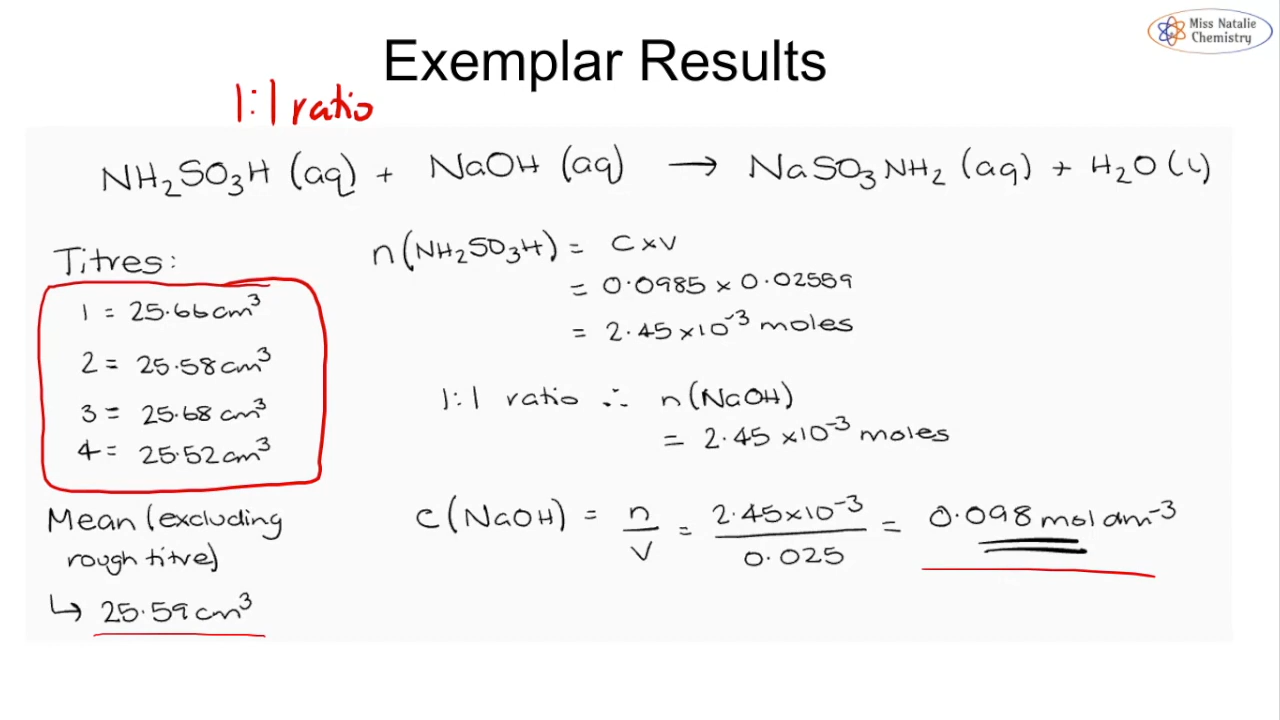 Miss Natalie
Chemistry
Exemplar Results
1:1 ratio
NH₂SO₃H (aq) + NaOH (aq) → NaSO₃NH₂ (aq) + H₂O (l)
Titres:
1 = 25.66cm³
2 = 25.58cm³
3 = 25.68cm³
4 = 25.52cm³
Mean (excluding
rough titre)
↳ 25.59cm³
n(NH₂SO₃H) = C×V
= 0.0985 × 0.02559
= 2.45×10⁻³ moles
1:1 ratio ∴ n(NaOH)
= 2.45 ×10⁻³ moles
c(NaOH) = n/v = 2.45×10⁻³/0.025 = 0.098 mol dm⁻³